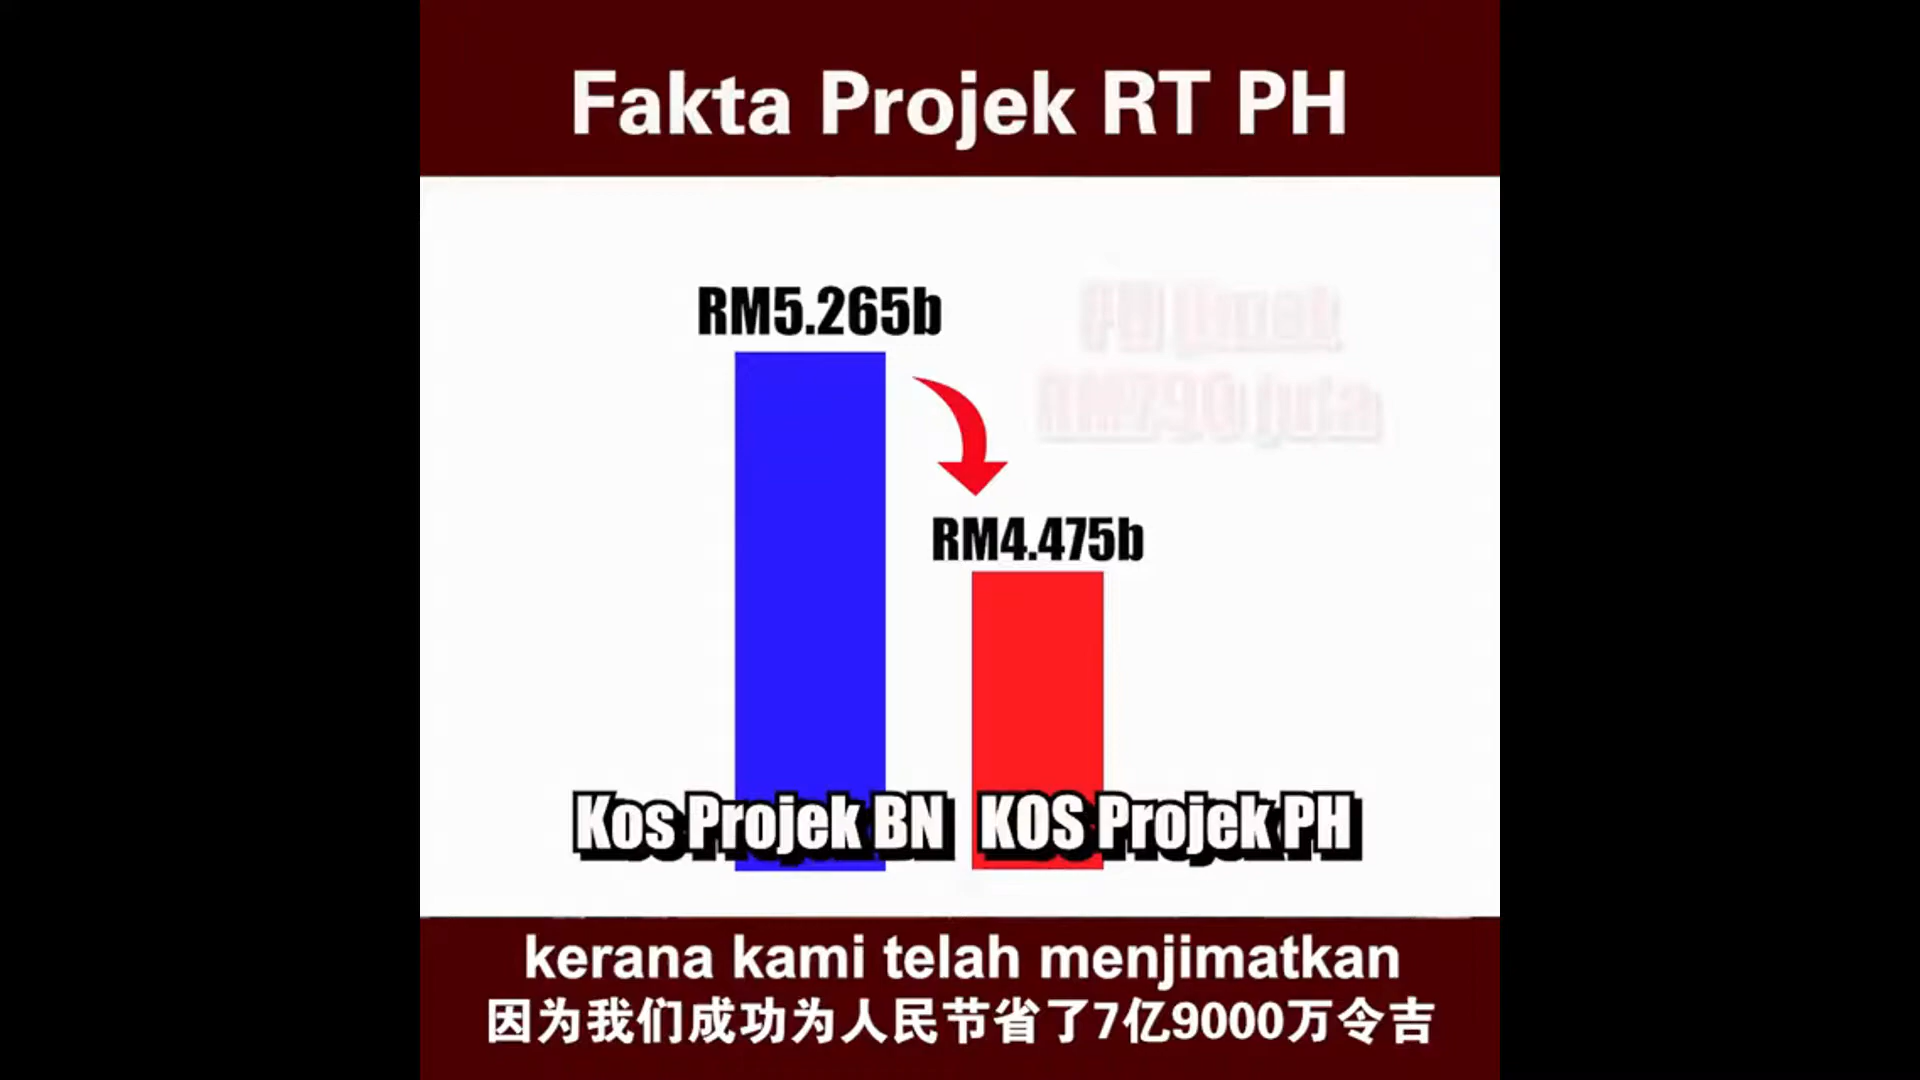 Fakta Projek RT PH
RM5.265b
RM790 juta
RM4.475b
Kos Projek BN
KOS Projek PH
kerana kami telah menjimatkan
因为我们成功为人民节省了7亿9000万令吉